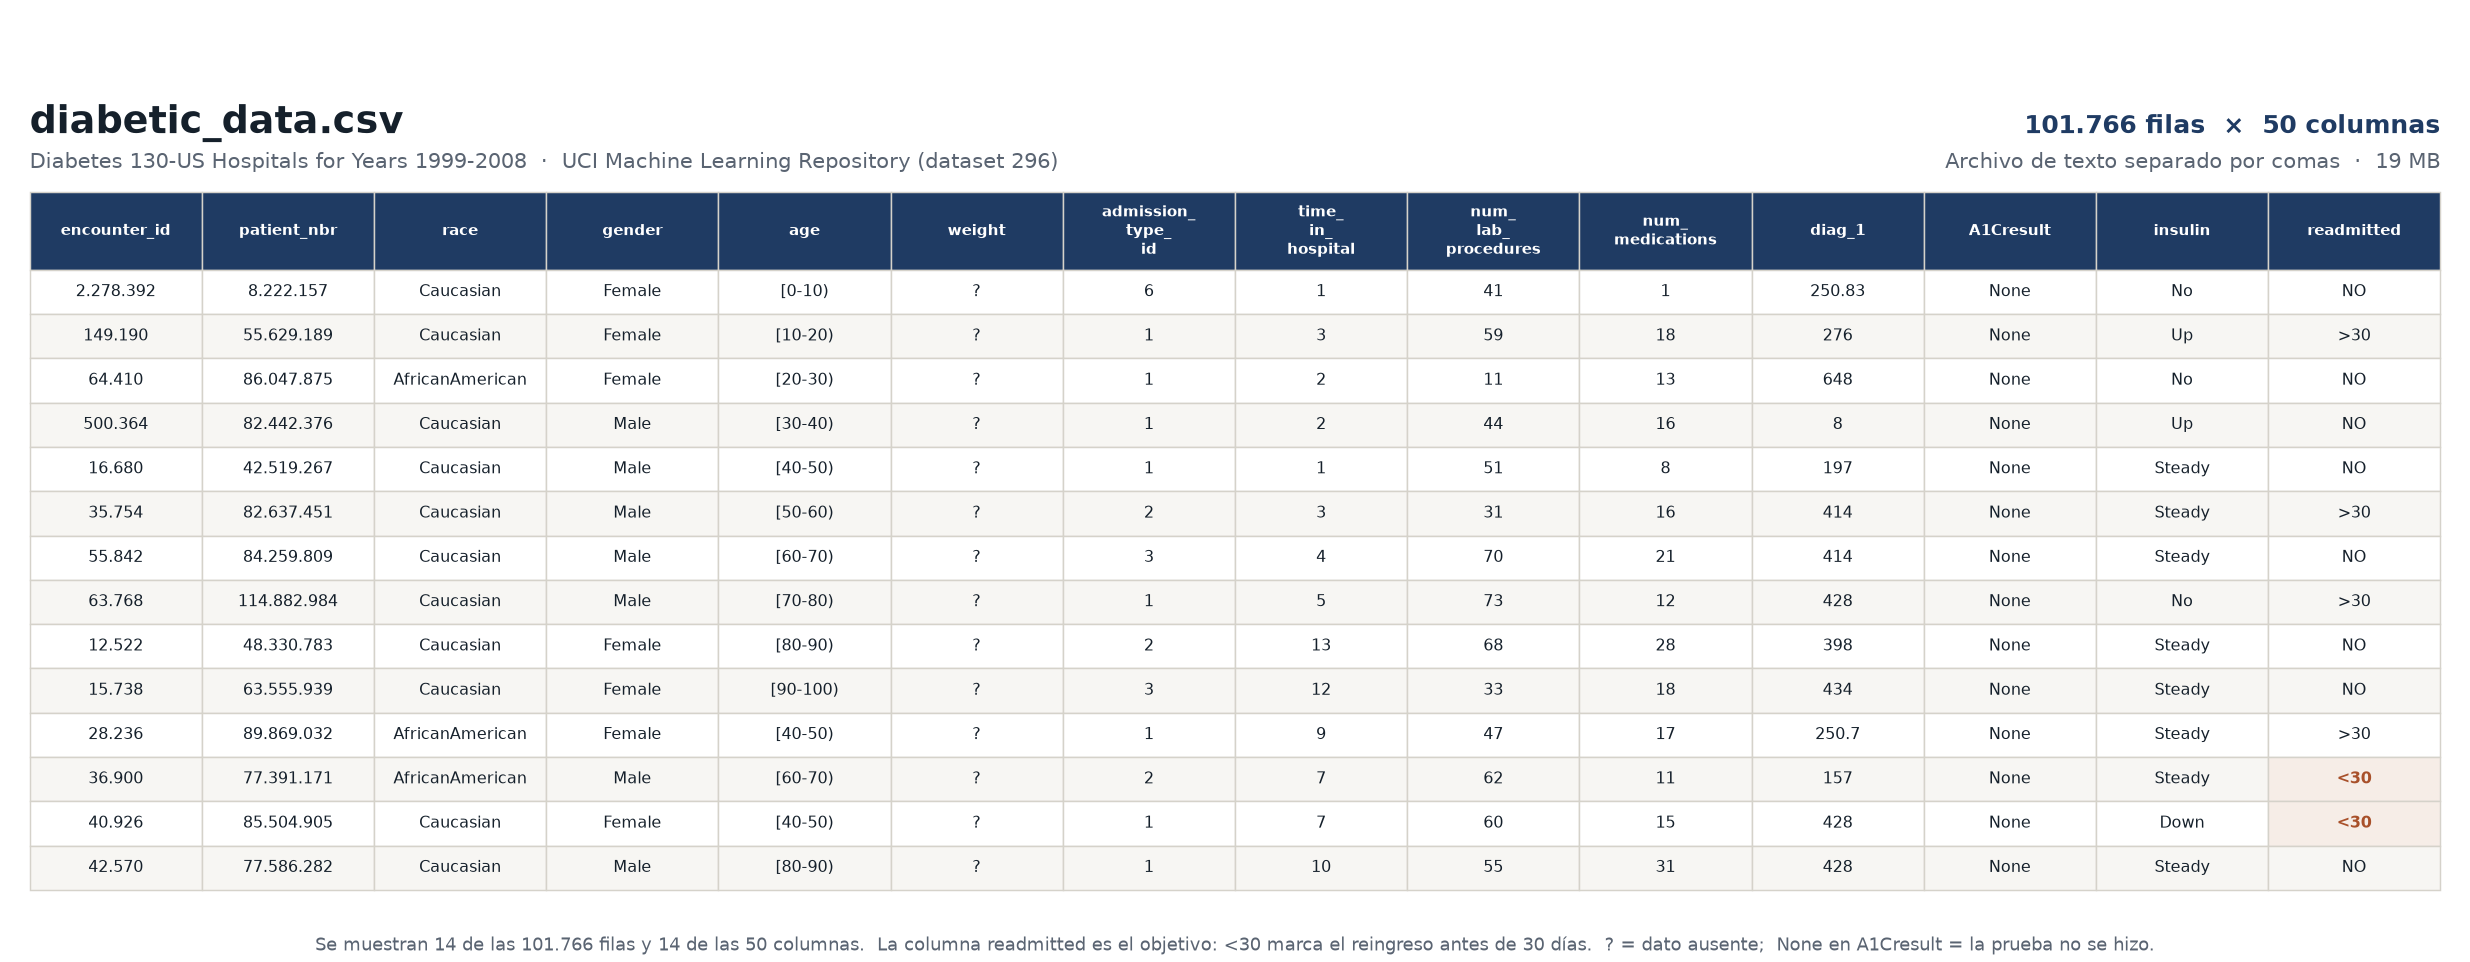 diabetic_data.csv
101.766 filas × 50 columnas
Diabetes 130-US Hospitals for Years 1999-2008 · UCI Machine Learning Repository (dataset 296)
Archivo de texto separado por comas · 19 MB
encounter_id patient_nbr race gender age weight admission_type_id time_in_hospital num_lab_procedures num_medications diag_1 A1Cresult insulin readmitted
2.278.392 8.222.157 Caucasian Female [0-10) ? 6 1 41 1 250.83 None No NO
149.190 55.629.189 Caucasian Female [10-20) ? 1 3 59 18 276 None Up >30
64.410 86.047.875 AfricanAmerican Female [20-30) ? 1 2 11 13 648 None No NO
500.364 82.442.376 Caucasian Male [30-40) ? 1 2 44 16 8 None Up NO
16.680 42.519.267 Caucasian Male [40-50) ? 1 1 51 8 197 None Steady NO
35.754 82.637.451 Caucasian Male [50-60) ? 2 3 31 16 414 None Steady >30
55.842 84.259.809 Caucasian Male [60-70) ? 3 4 70 21 414 None Steady NO
63.768 114.882.984 Caucasian Male [70-80) ? 1 5 73 12 428 None No >30
12.522 48.330.783 Caucasian Female [80-90) ? 2 13 68 28 398 None Steady NO
15.738 63.555.939 Caucasian Female [90-100) ? 3 12 33 18 434 None Steady NO
28.236 89.869.032 AfricanAmerican Female [40-50) ? 1 9 47 17 250.7 None Steady >30
36.900 77.391.171 AfricanAmerican Male [60-70) ? 2 7 62 11 157 None Steady <30
40.926 85.504.905 Caucasian Female [40-50) ? 1 7 60 15 428 None Down <30
42.570 77.586.282 Caucasian Male [80-90) ? 1 10 55 31 428 None Steady NO
Se muestran 14 de las 101.766 filas y 14 de las 50 columnas. La columna readmitted es el objetivo: <30 marca el reingreso antes de 30 días. ? = dato ausente; None en A1Cresult = la prueba no se hizo.